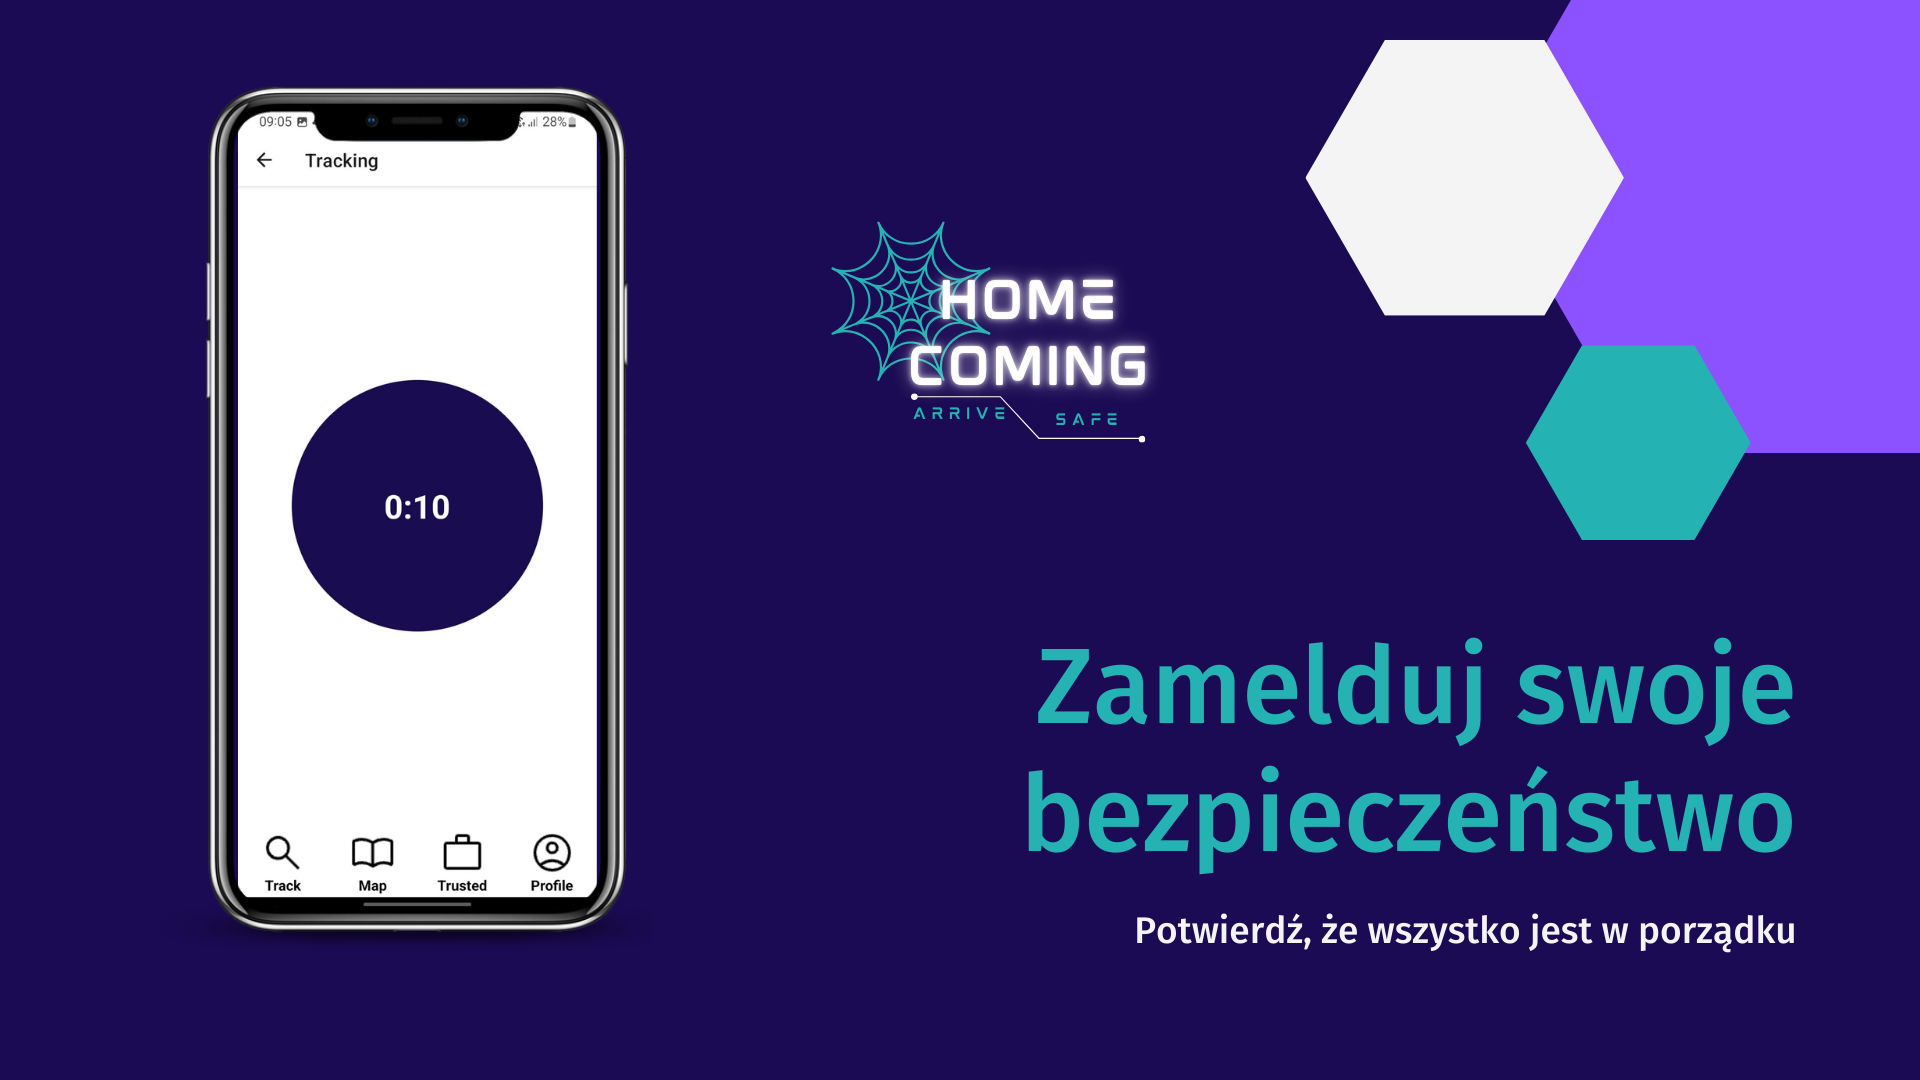 09:05
28%
Tracking
0:10
Track
Map
Trusted
Profile
HOME
COMING
ARRIVE SAFE
Zamelduj swoje
bezpieczeństwo
Potwierdź, że wszystko jest w porządku